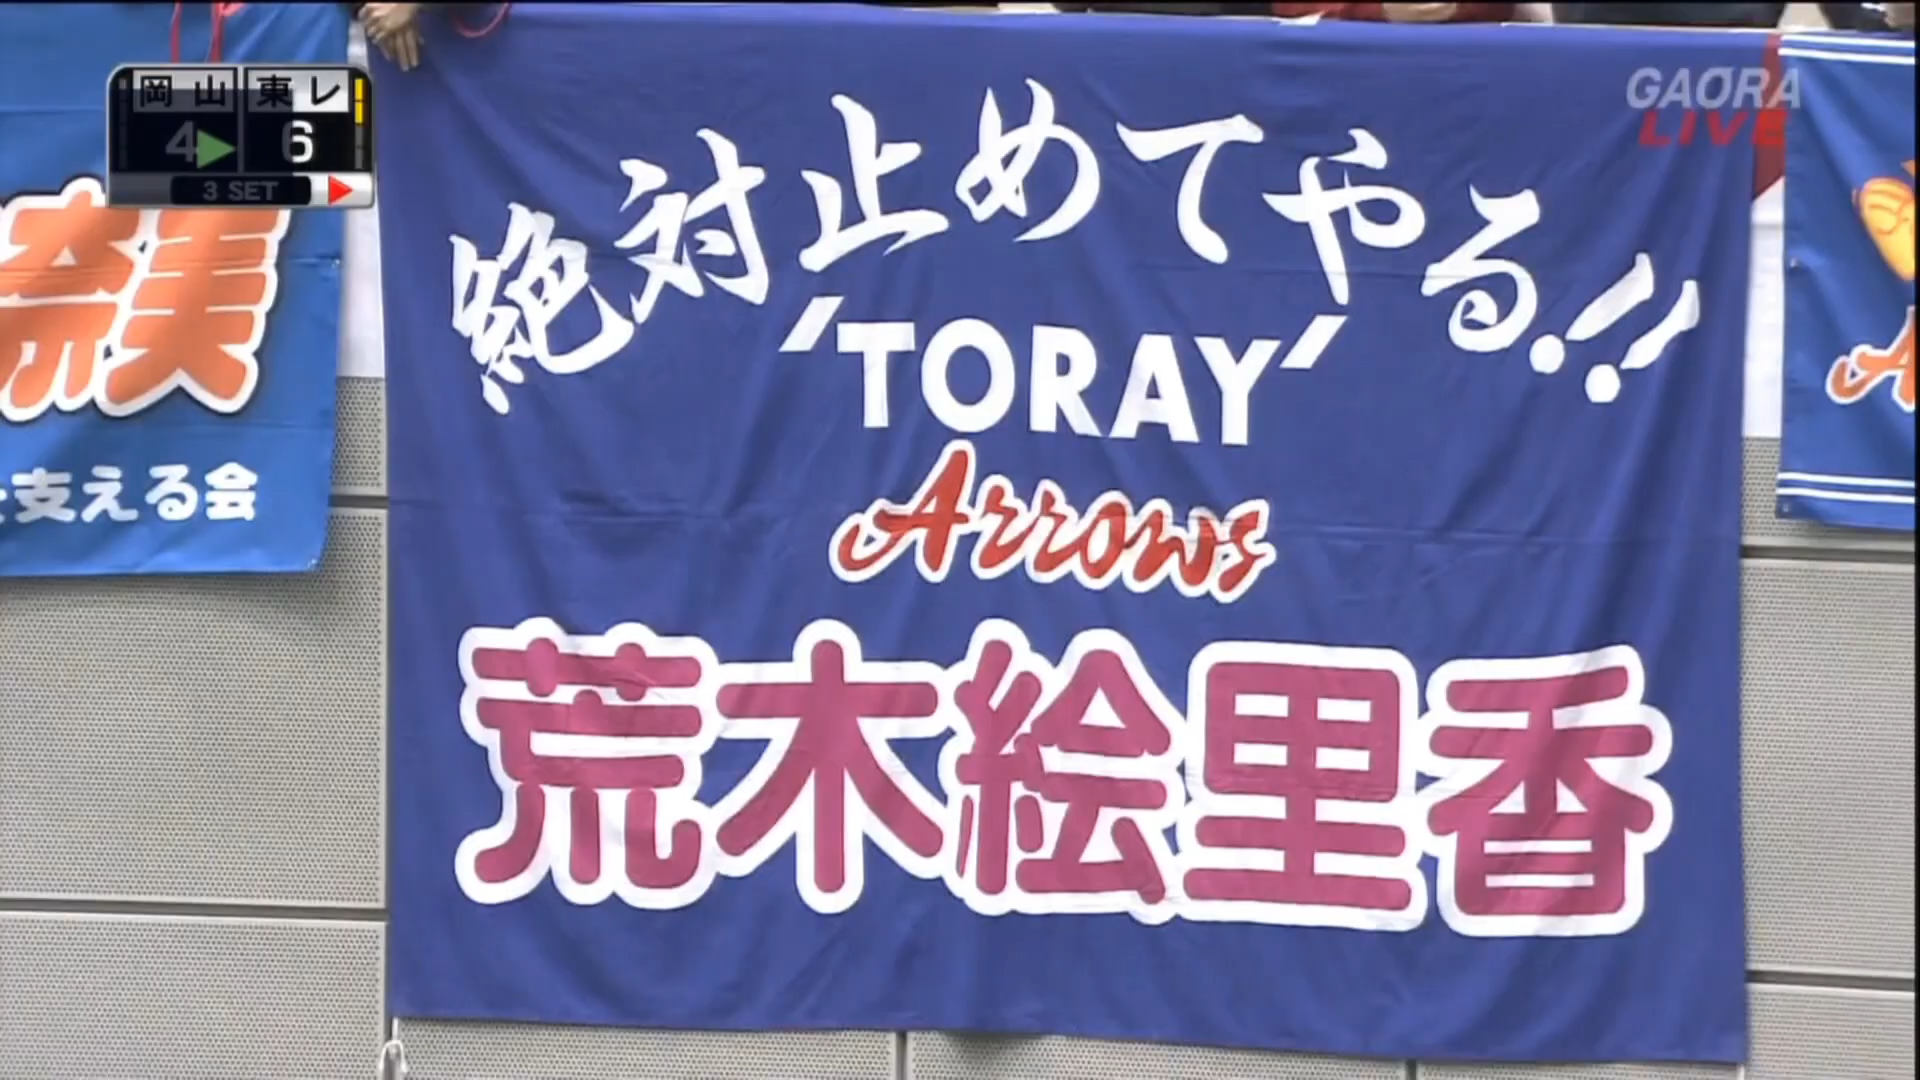 岡山 東レ
4 6
3 SET
GAORA
LIVE
絶対止めてやる!!
'TORAY'
Arrows
荒木絵里香
奈美
支える会